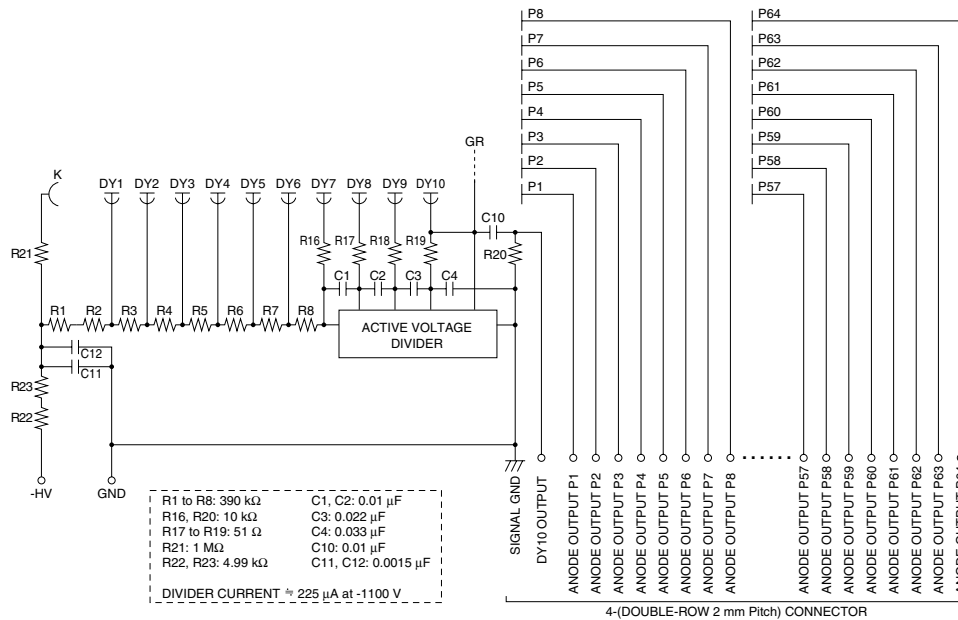 P8
P7
P6
P5
P4
P3
P2
P1
P64
P63
P62
P61
P60
P59
P58
P57
GR
K
DY1 DY2 DY3 DY4 DY5 DY6 DY7 DY8 DY9 DY10
C10
R21
R16 R17 R18 R19 R20
C1 C2 C3 C4
R1 R2 R3 R4 R5 R6 R7 R8
ACTIVE VOLTAGE
DIVIDER
C12
C11
R23
R22
-HV
GND
SIGNAL GND
DY10 OUTPUT
ANODE OUTPUT P1
ANODE OUTPUT P2
ANODE OUTPUT P3
ANODE OUTPUT P4
ANODE OUTPUT P5
ANODE OUTPUT P6
ANODE OUTPUT P7
ANODE OUTPUT P8
ANODE OUTPUT P57
ANODE OUTPUT P58
ANODE OUTPUT P59
ANODE OUTPUT P60
ANODE OUTPUT P61
ANODE OUTPUT P62
ANODE OUTPUT P63
ANODE OUTPUT P64
R1 to R8: 390 kΩ C1, C2: 0.01 µF
R16, R20: 10 kΩ C3: 0.022 µF
R17 to R19: 51 Ω C4: 0.033 µF
R21: 1 MΩ C10: 0.01 µF
R22, R23: 4.99 kΩ C11, C12: 0.0015 µF
DIVIDER CURRENT ≒ 225 µA at -1100 V
4-(DOUBLE-ROW 2 mm Pitch) CONNECTOR